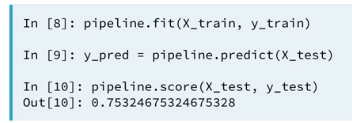 In [8]: pipeline.fit(X_train, y_train)
In [9]: y_pred = pipeline.predict(X_test)
In [10]: pipeline.score(X_test, y_test)
Out[10]: 0.75324675324675328